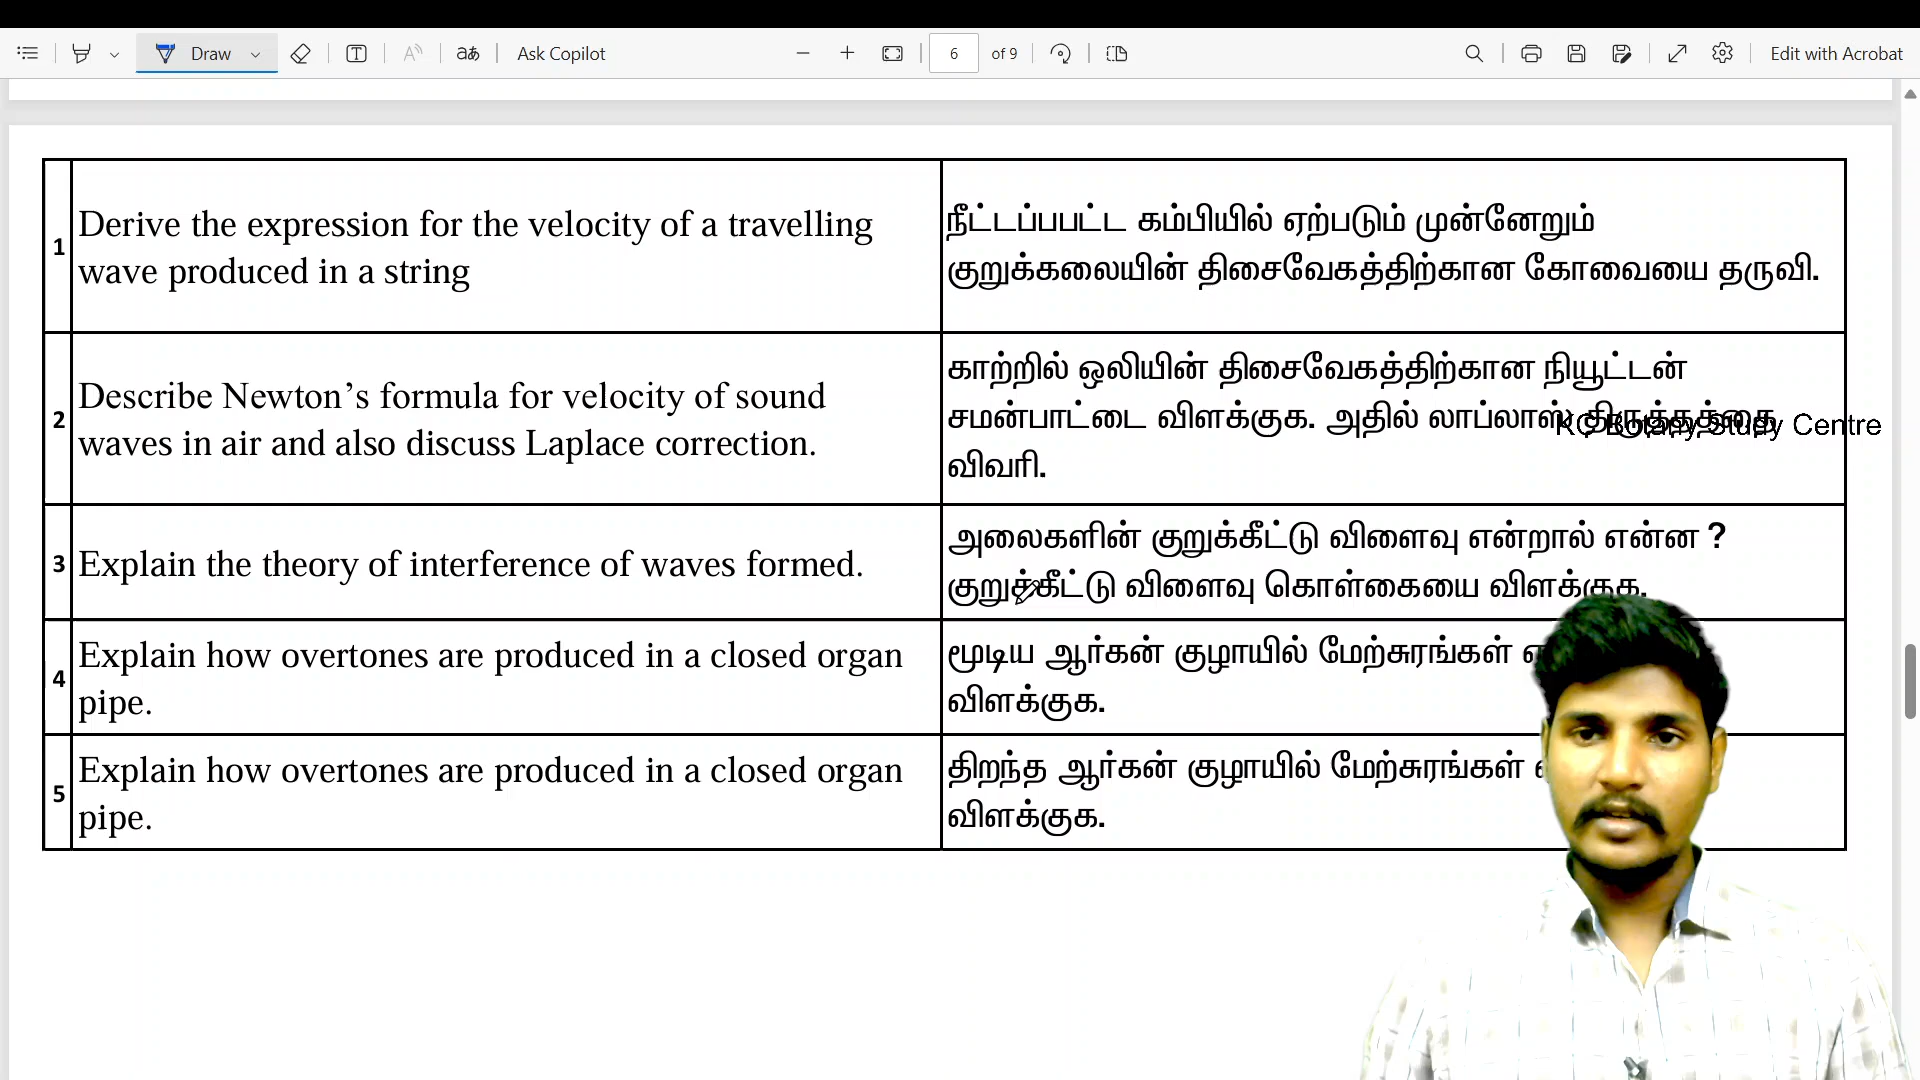 Draw
Ask Copilot
6 of 9
Edit with Acrobat
1
Derive the expression for the velocity of a travelling
wave produced in a string
நீட்டப்பபட்ட கம்பியில் ஏற்படும் முன்னேறும்
குறுக்கலையின் திசைவேகத்திற்கான கோவையை தருவி.
2
Describe Newton’s formula for velocity of sound
waves in air and also discuss Laplace correction.
காற்றில் ஒலியின் திசைவேகத்திற்கான நியூட்டன்
சமன்பாட்டை விளக்குக. அதில் லாப்லாஸ் திருத்தத்தை
விவரி.
KC Botany Study Centre
3
Explain the theory of interference of waves formed.
அலைகளின் குறுக்கீட்டு விளைவு என்றால் என்ன ?
குறுக்கீட்டு விளைவு கொள்கையை விளக்குக.
4
Explain how overtones are produced in a closed organ
pipe.
மூடிய ஆர்கன் குழாயில் மேற்சுரங்கள்
விளக்குக.
5
Explain how overtones are produced in a closed organ
pipe.
திறந்த ஆர்கன் குழாயில் மேற்சுரங்கள்
விளக்குக.